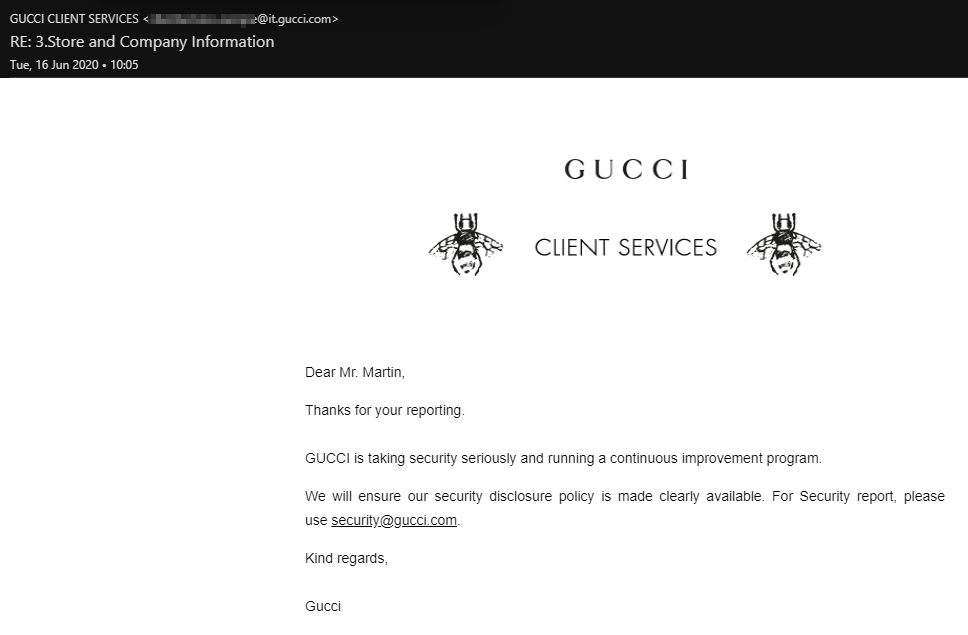 GUCCI CLIENT SERVICES < @it.gucci.com>
RE: 3.Store and Company Information
Tue, 16 Jun 2020 • 10:05
GUCCI
CLIENT SERVICES
Dear Mr. Martin,
Thanks for your reporting.
GUCCI is taking security seriously and running a continuous improvement program.
We will ensure our security disclosure policy is made clearly available. For Security report, please
use security@gucci.com.
Kind regards,
Gucci